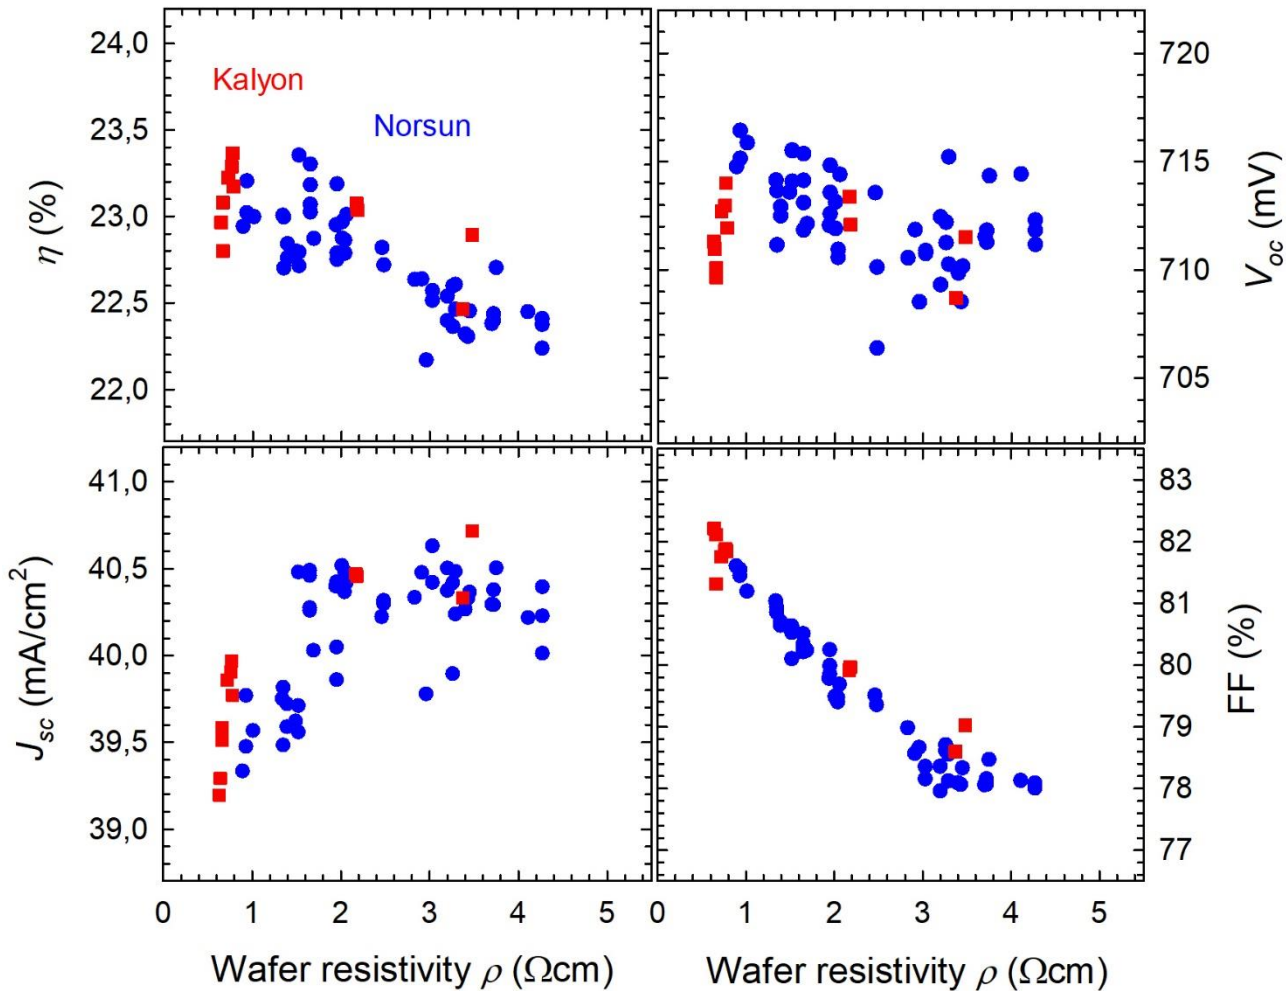 24,0
23,5
23,0
22,5
22,0
η (%)
Kalyon
Norsun
720
715
710
705
Voc (mV)
41,0
40,5
40,0
39,5
39,0
Jsc (mA/cm²)
83
82
81
80
79
78
77
FF (%)
0 1 2 3 4 5
0 1 2 3 4 5
Wafer resistivity ρ (Ωcm)
Wafer resistivity ρ (Ωcm)